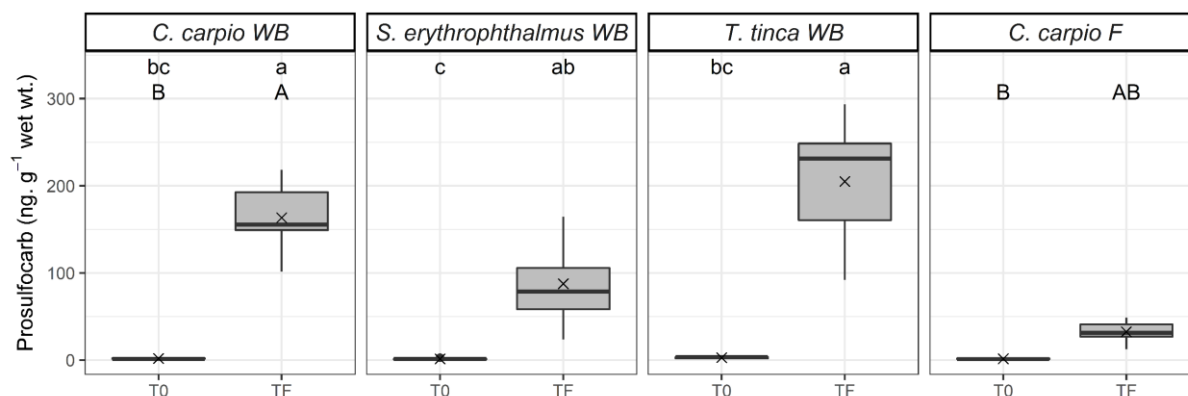 C. carpio WB
S. erythrophthalmus WB
T. tinca WB
C. carpio F
bc a
B A
c ab
bc a
B AB
Prosulfocarb (ng. g⁻¹ wet wt.)
300
200
100
0
T0 TF
T0 TF
T0 TF
T0 TF